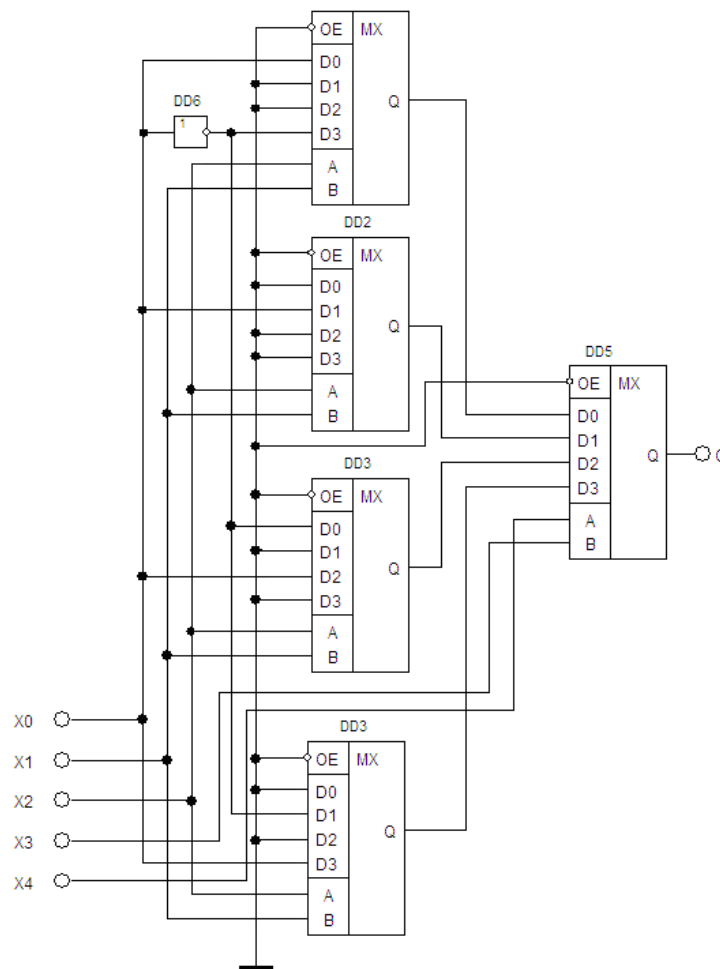 OE MX
D0
D1
D2
D3
Q
A
B
DD6
1
DD2
OE MX
D0
D1
D2
D3
Q
A
B
DD5
OE MX
D0
D1
D2
D3
Q
A
B
DD3
OE MX
D0
D1
D2
D3
Q
A
B
DD3
OE MX
D0
D1
D2
D3
Q
A
B
X0
X1
X2
X3
X4